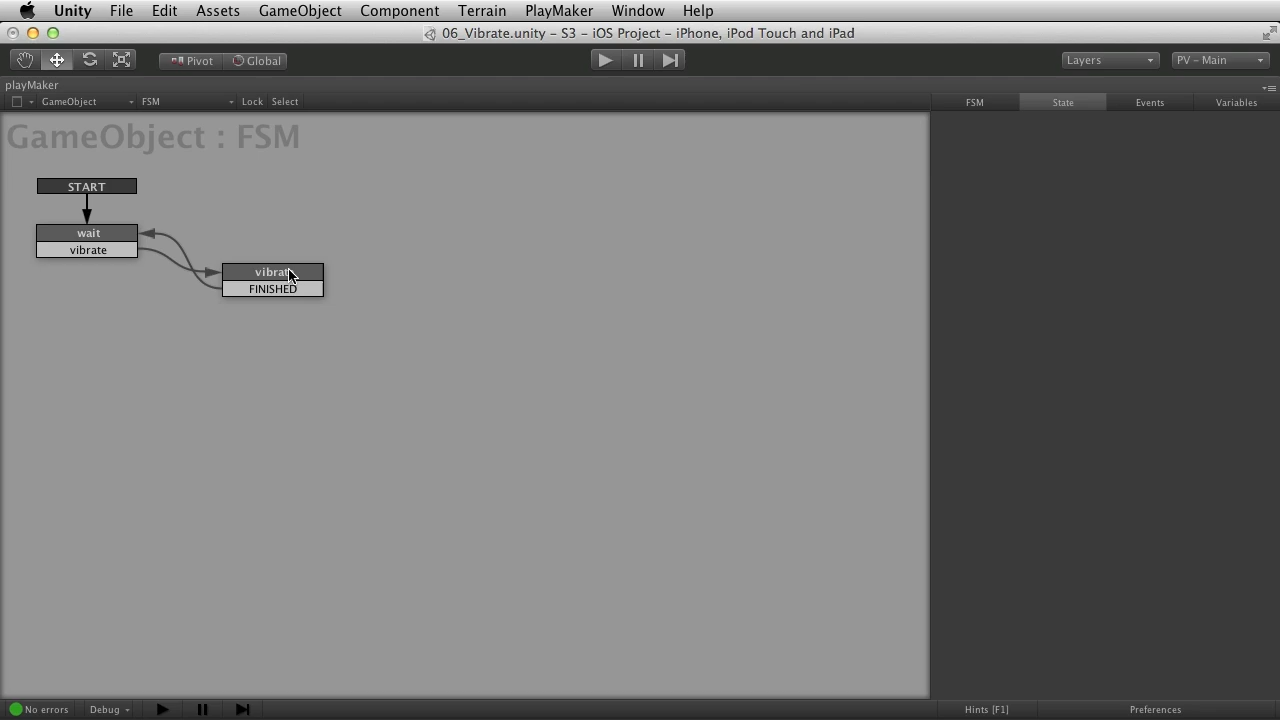 Unity File Edit Assets GameObject Component Terrain PlayMaker Window Help
06_Vibrate.unity - S3 - iOS Project - iPhone, iPod Touch and iPad
Pivot Global Layers PV - Main
playMaker
GameObject FSM Lock Select FSM State Events Variables
GameObject : FSM
START
wait
vibrate
FINISHED
No errors Debug Hints [F1] Preferences